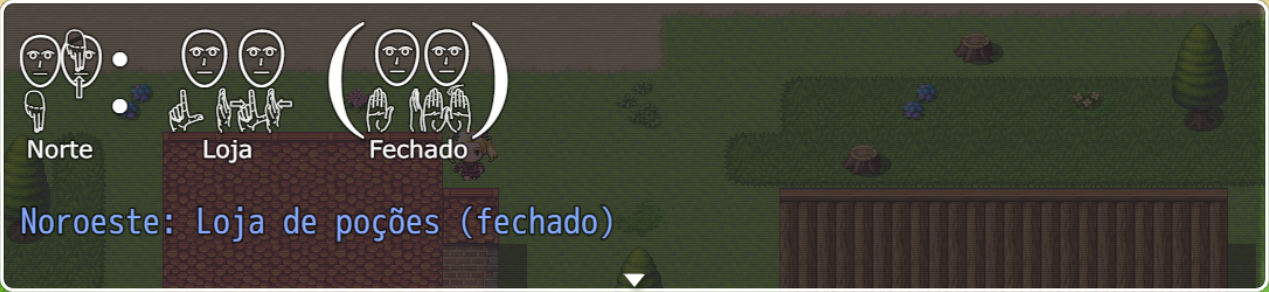 Norte Loja Fechado
Noroeste: Loja de poções (fechado)